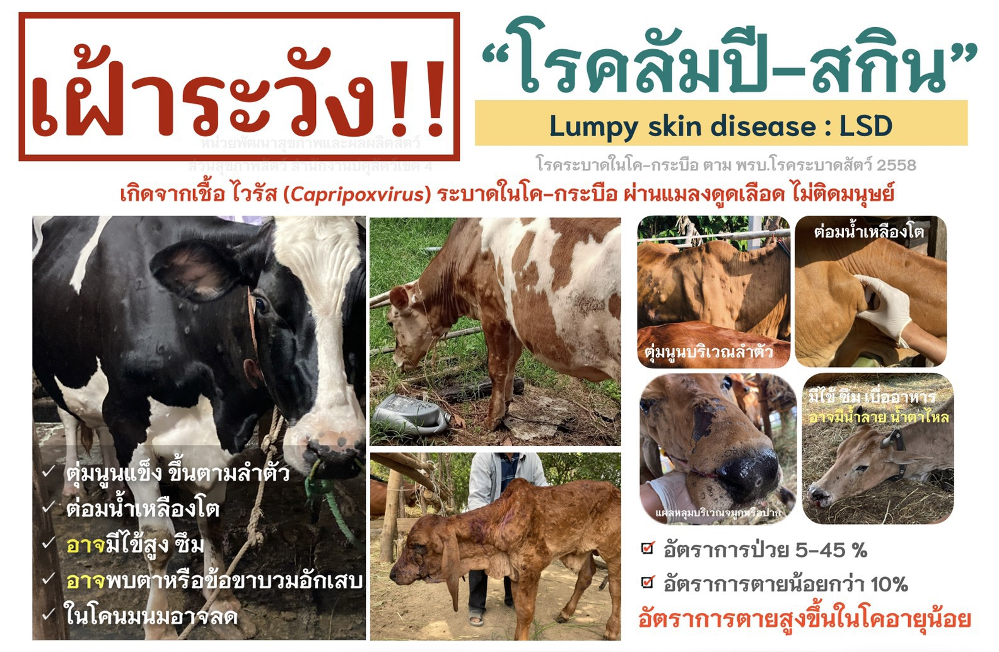 เฝ้าระวัง!!
“โรคลัมปี-สกิน”
Lumpy skin disease : LSD
หน่วยพัฒนาสุขภาพและผลผลิตสัตว์
ส่วนสุขภาพสัตว์ สำนักงานปศุสัตว์เขต 4
โรคระบาดในโค-กระบือ ตาม พรบ.โรคระบาดสัตว์ 2558
เกิดจากเชื้อ ไวรัส (Capripoxvirus) ระบาดในโค-กระบือ ผ่านแมลงดูดเลือด ไม่ติดมนุษย์
✓ ตุ่มนูนแข็ง ขึ้นตามลำตัว
✓ ต่อมน้ำเหลืองโต
✓ อาจมีไข้สูง ซึม
✓ อาจพบตาหรือข้อขาบวมอักเสบ
✓ ในโคนมนมอาจลด
ตุ่มนูนบริเวณลำตัว
ต่อมน้ำเหลืองโต
แผลหลุมบริเวณจมูกหรือปาก
มีไข้ ซึม เบื่ออาหาร
อาจมีน้ำลาย น้ำตาไหล
อัตราการป่วย 5-45 %
อัตราการตายน้อยกว่า 10%
อัตราการตายสูงขึ้นในโคอายุน้อย